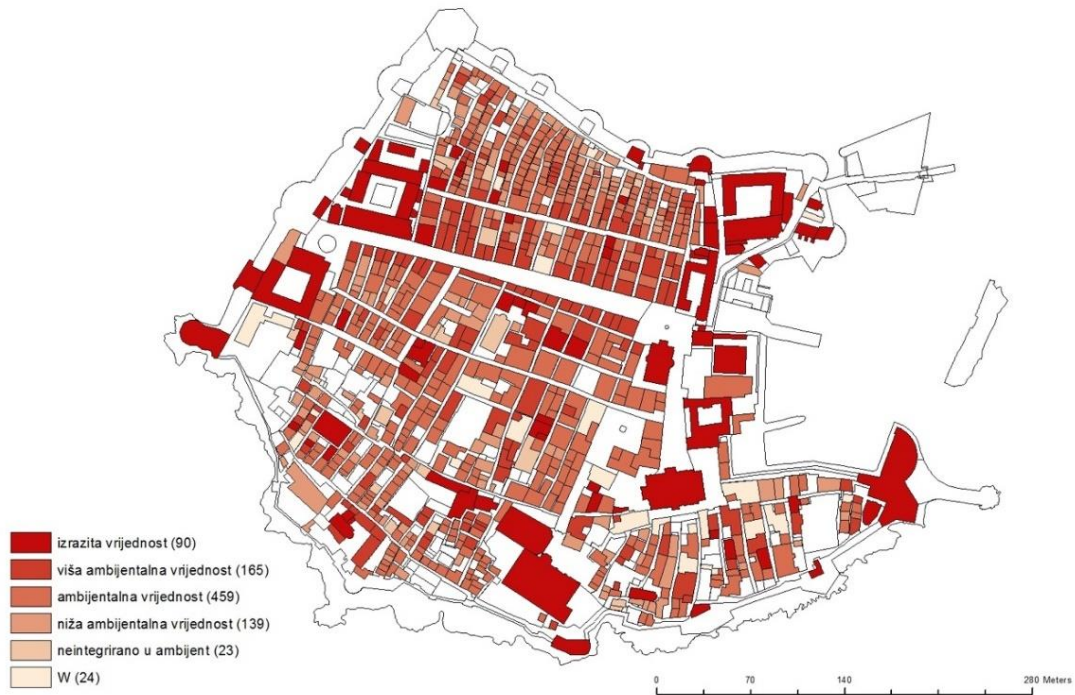 izrazita vrijednost (90)
viša ambijentalna vrijednost (165)
ambijentalna vrijednost (459)
niža ambijentalna vrijednost (139)
neintegrirano u ambijent (23)
W (24)
0 70 140 280 Meters